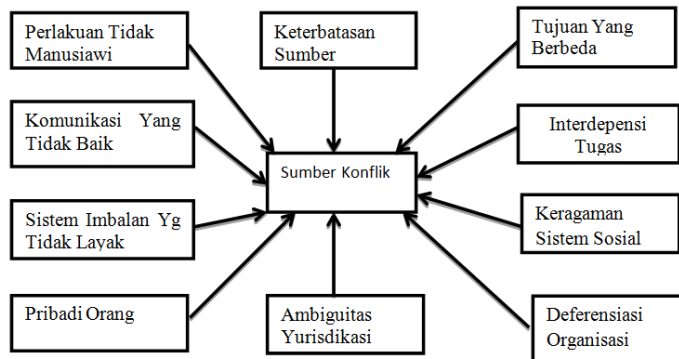 Perlakuan Tidak
Manusiawi
Keterbatasan
Sumber
Tujuan Yang
Berbeda
Komunikasi Yang
Tidak Baik
Interdepensi
Tugas
Sumber Konflik
Sistem Imbalan Yg
Tidak Layak
Keragaman
Sistem Sosial
Pribadi Orang
Ambiguitas
Yurisdikasi
Deferensiasi
Organisasi